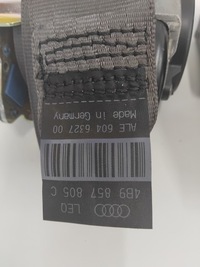 LEO
4B9 857 805 C
ALE 604 6327 00
Made in Germany